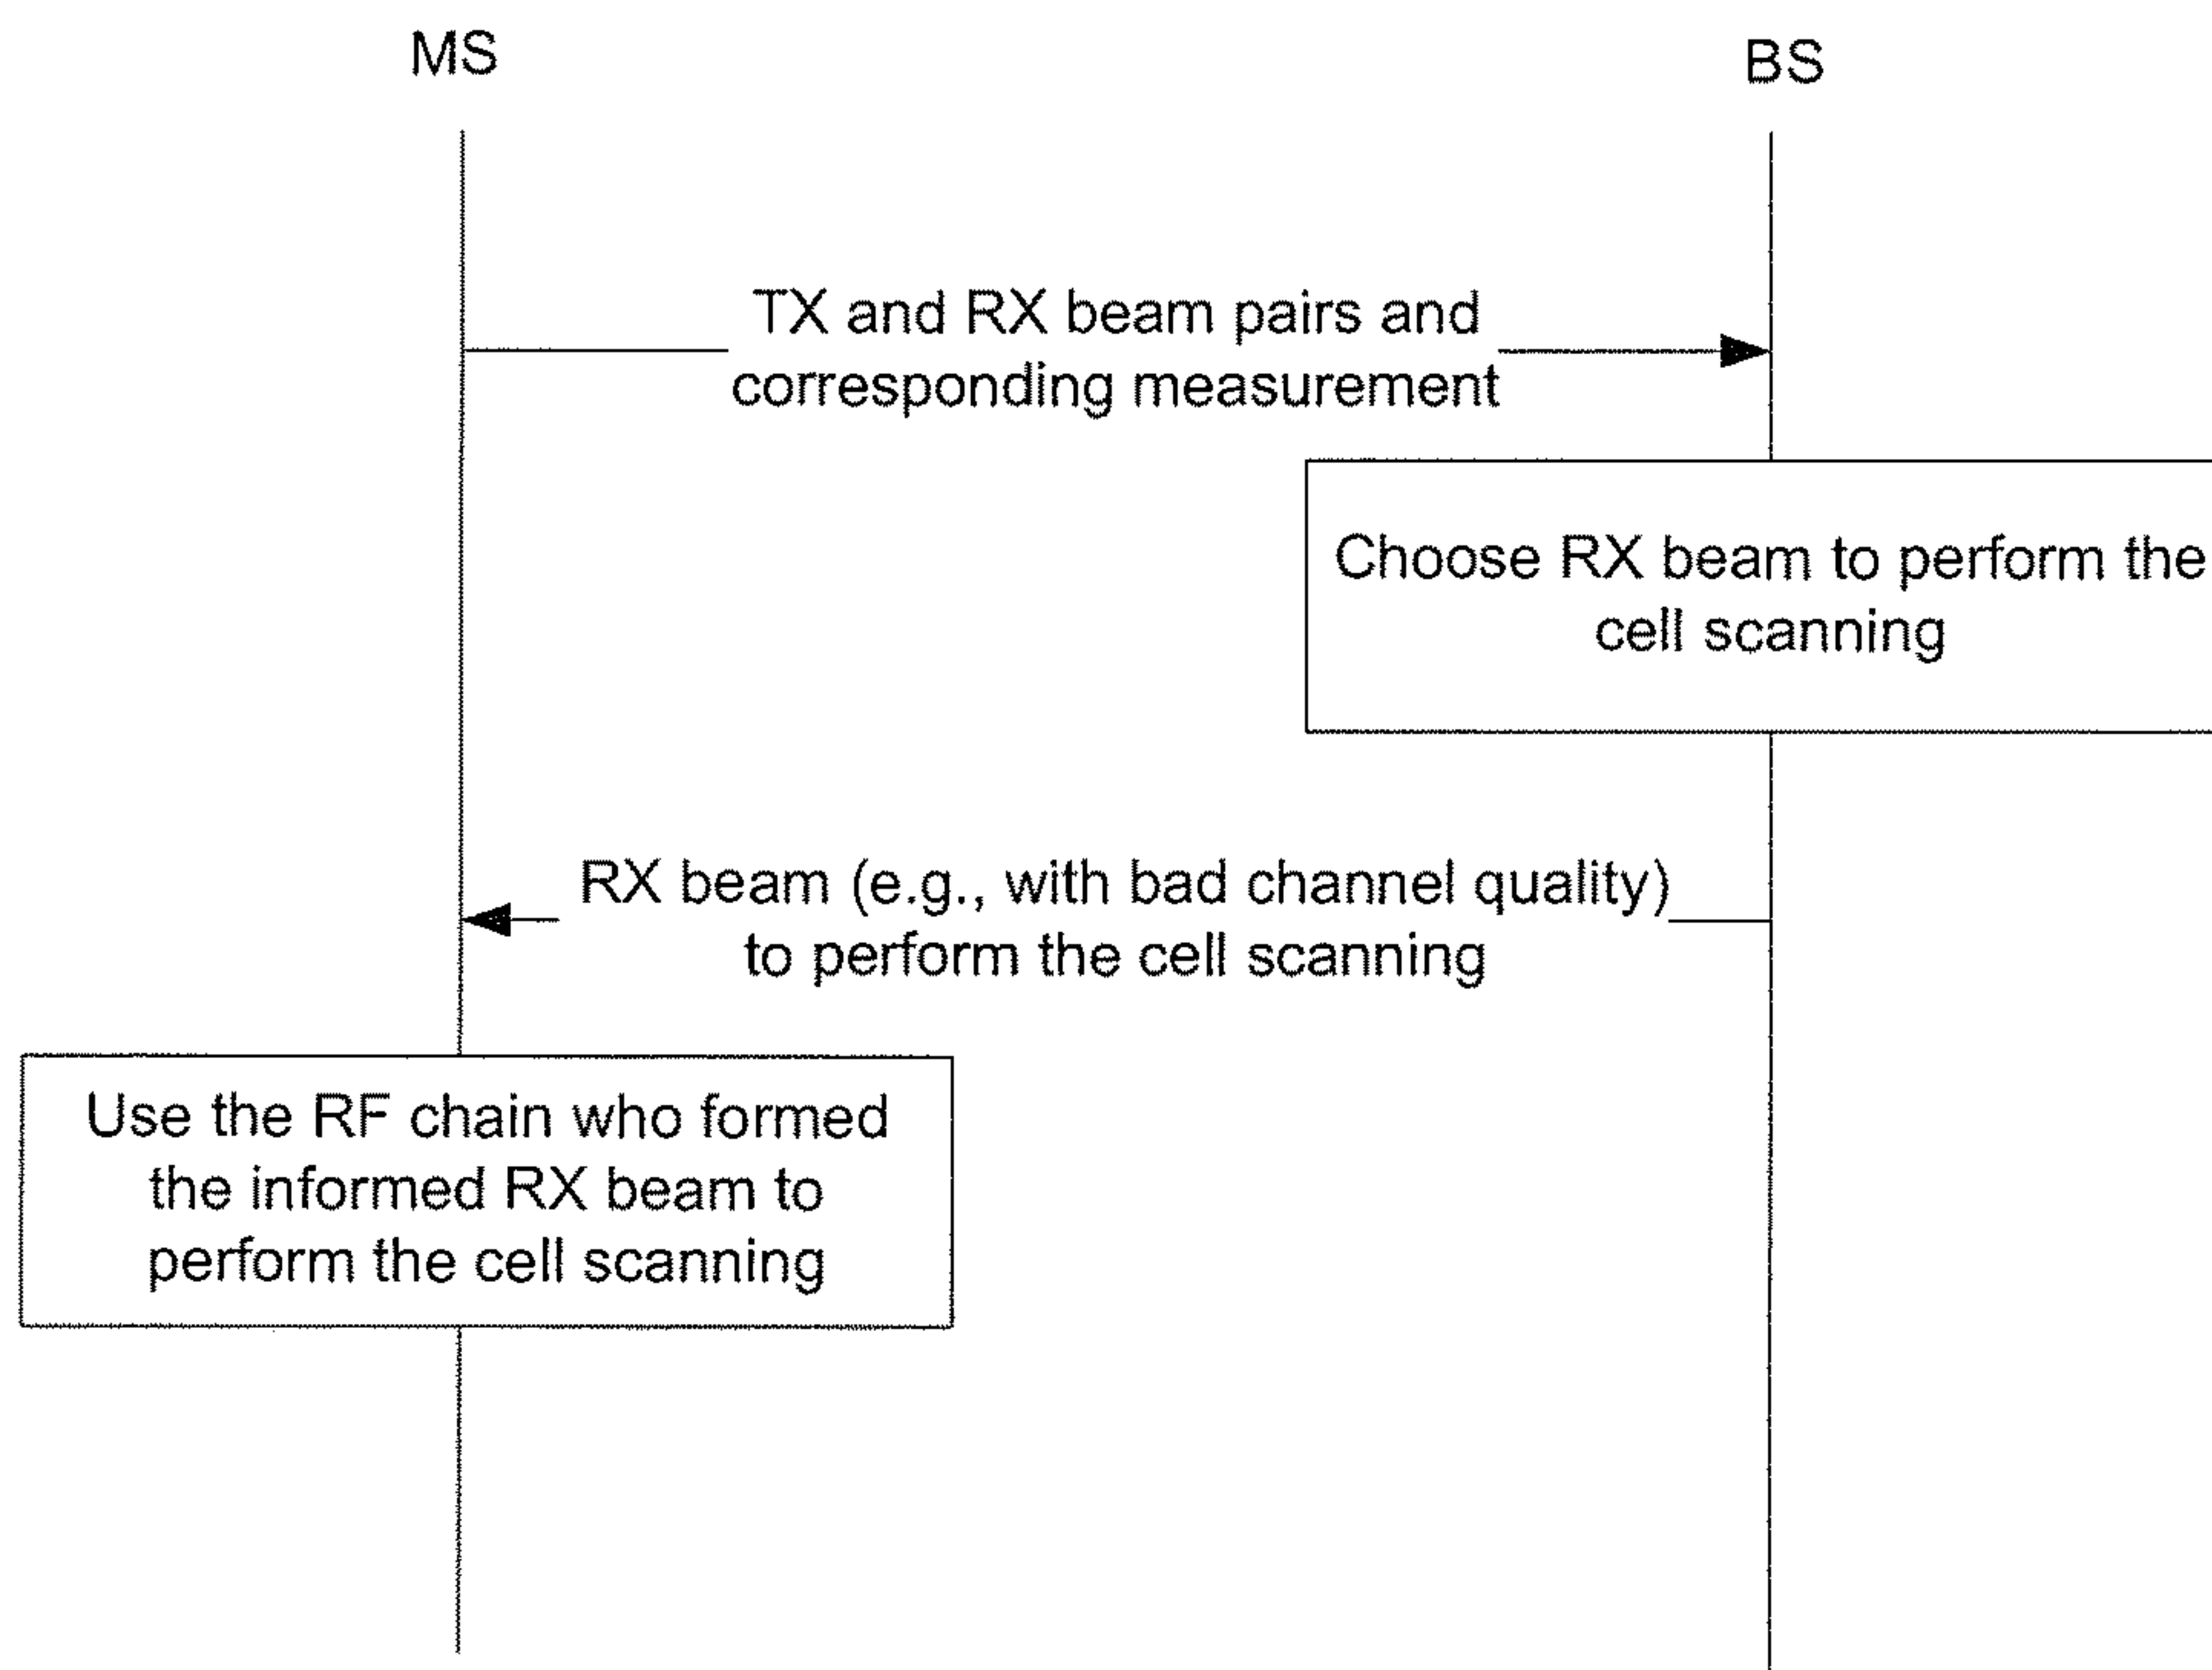 MS
BS
TX and RX beam pairs and
corresponding measurement
Choose RX beam to perform the
cell scanning
RX beam (e.g., with bad channel quality)
to perform the cell scanning
Use the RF chain who formed
the informed RX beam to
perform the cell scanning